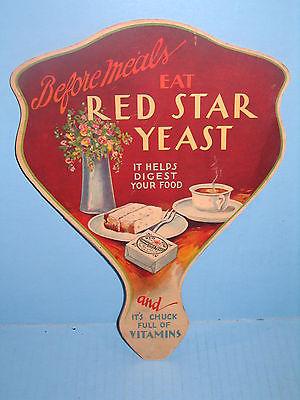 Before meals
EAT
RED STAR
YEAST
IT HELPS
DIGEST
YOUR FOOD
and
IT'S CHUCK
FULL OF
VITAMINS